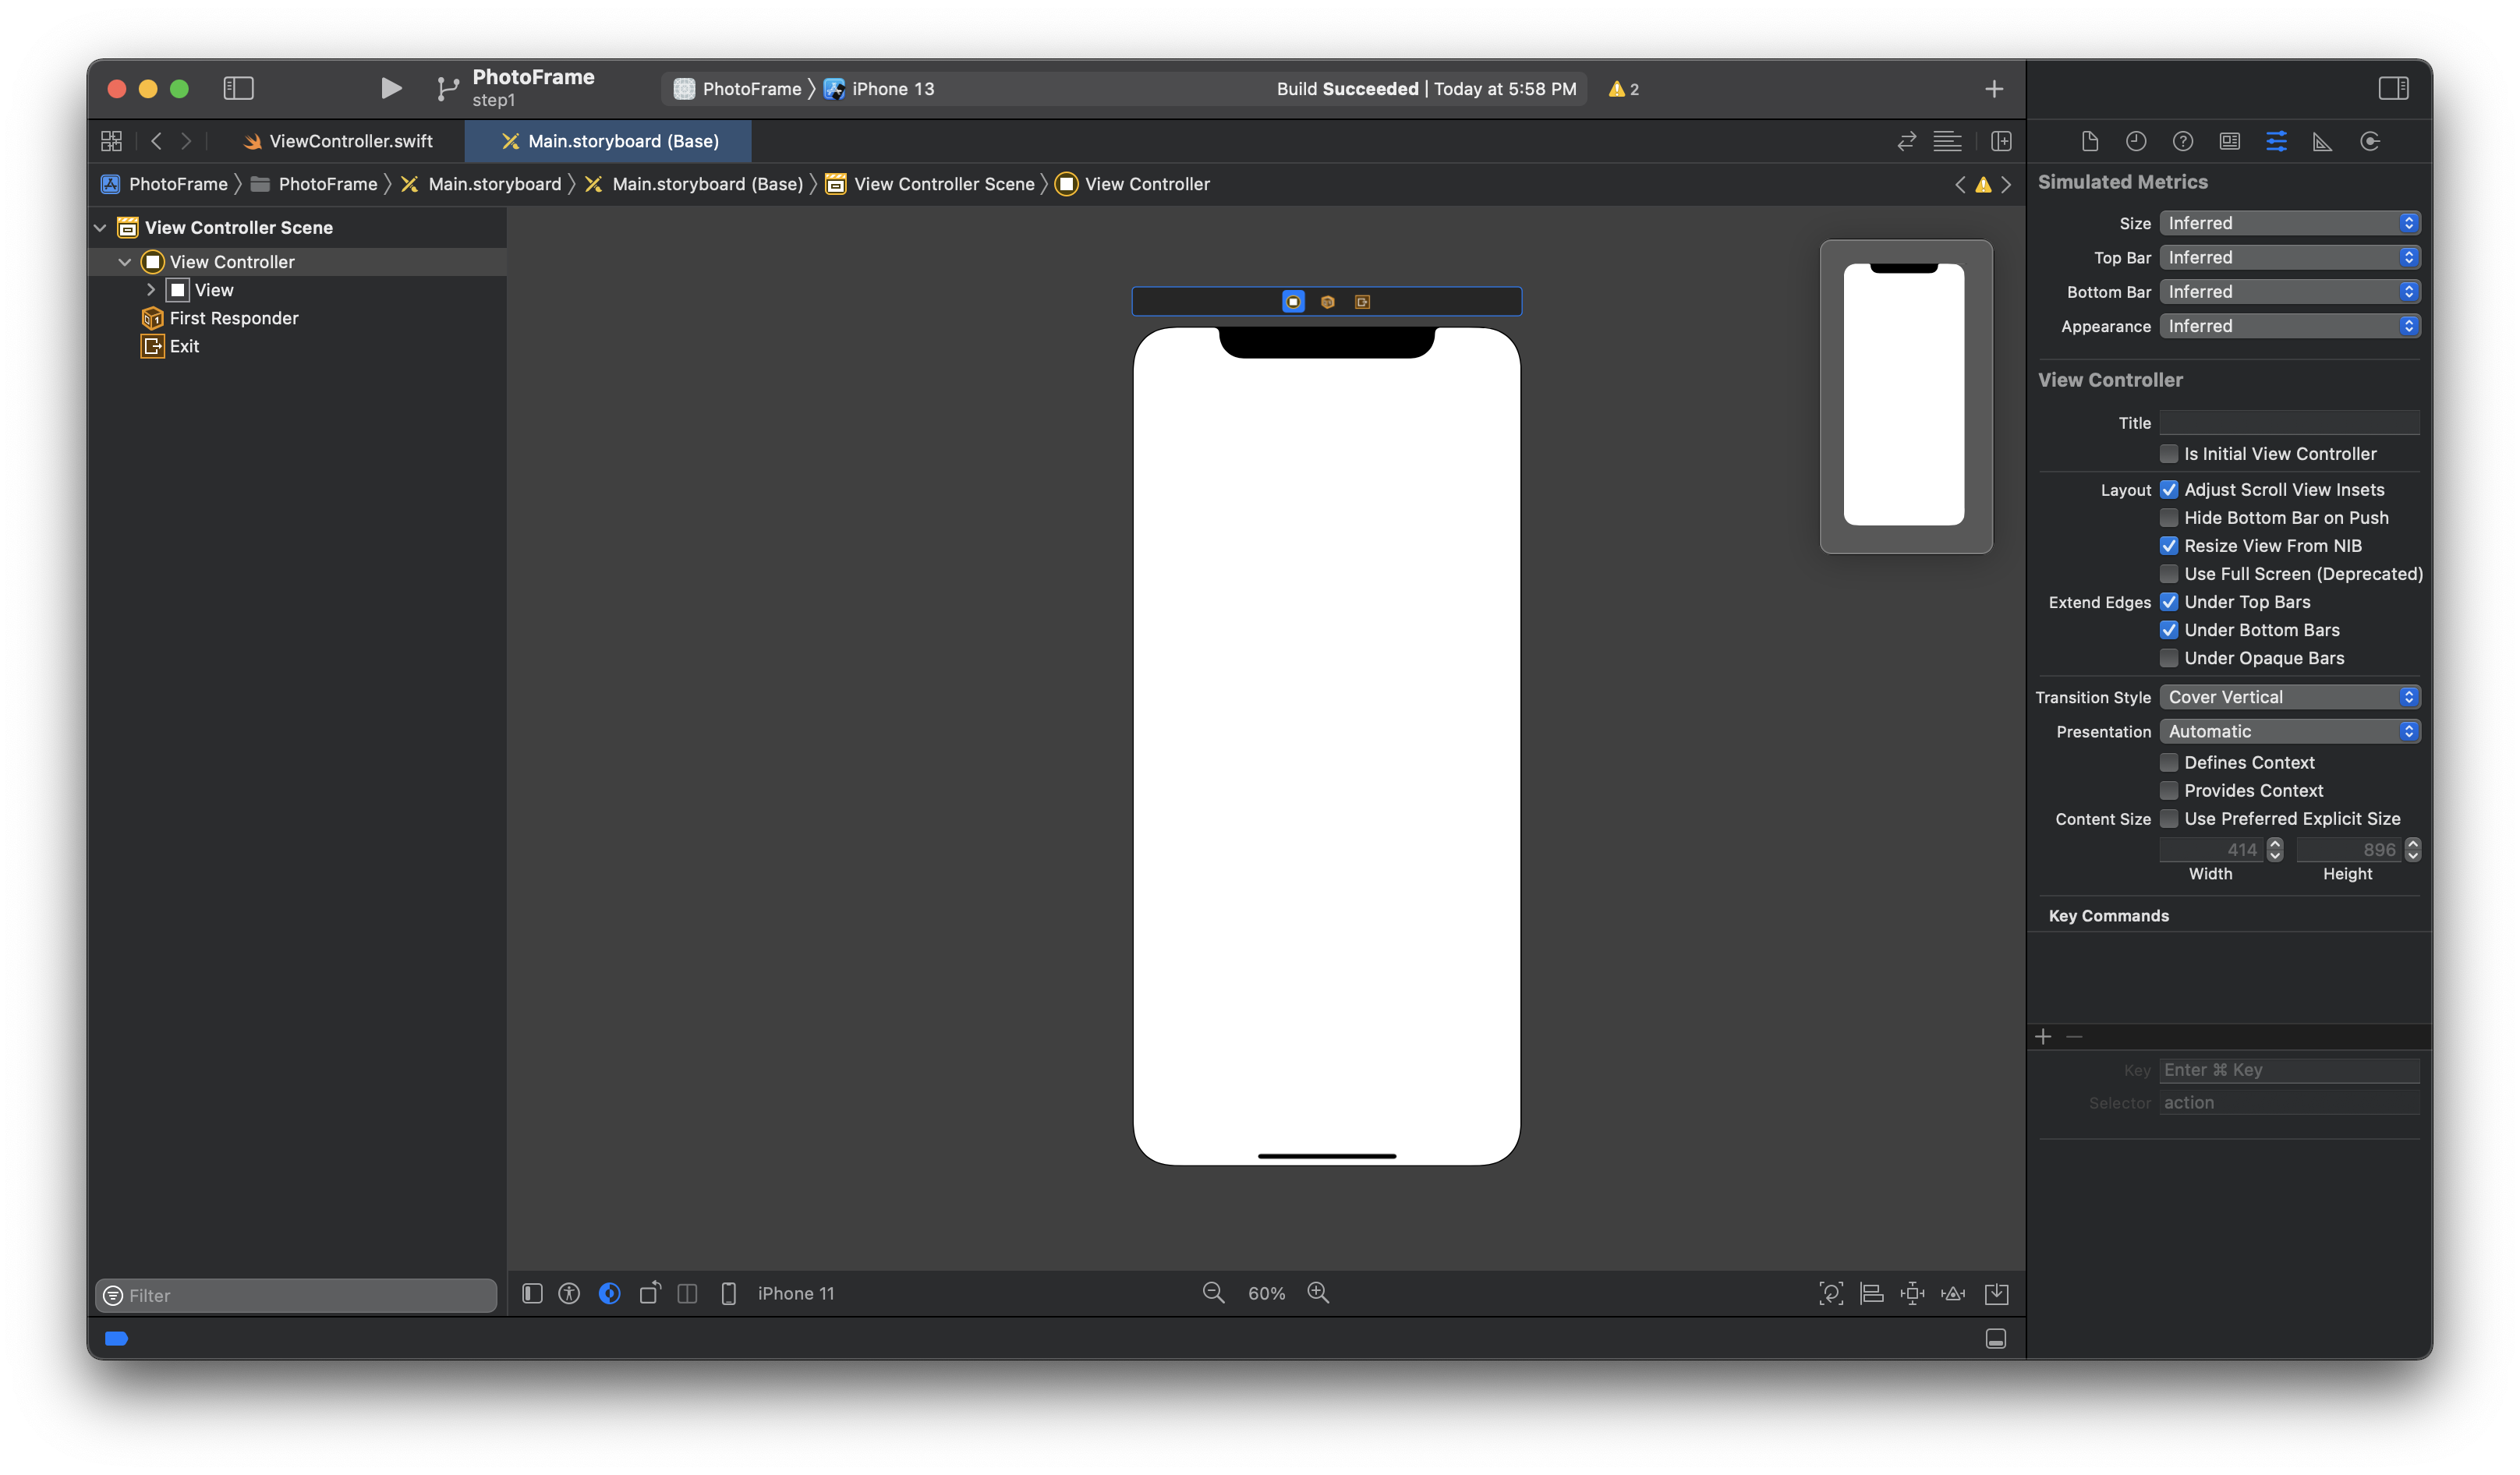 PhotoFrame
step1
PhotoFrame
iPhone 13
Build Succeeded | Today at 5:58 PM
2
ViewController.swift
Main.storyboard (Base)
PhotoFrame
PhotoFrame
Main.storyboard
Main.storyboard (Base)
View Controller Scene
View Controller
View Controller Scene
View Controller
View
First Responder
Exit
Filter
iPhone 11
60%
Simulated Metrics
Size Inferred
Top Bar Inferred
Bottom Bar Inferred
Appearance Inferred
View Controller
Title
Is Initial View Controller
Layout Adjust Scroll View Insets
Hide Bottom Bar on Push
Resize View From NIB
Use Full Screen (Deprecated)
Extend Edges Under Top Bars
Under Bottom Bars
Under Opaque Bars
Transition Style Cover Vertical
Presentation Automatic
Defines Context
Provides Context
Content Size Use Preferred Explicit Size
414 896
Width Height
Key Commands
Key Enter ⌘ Key
Selector action